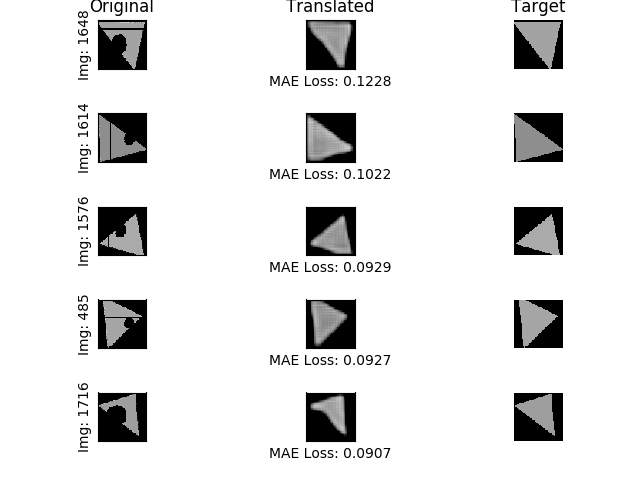 Original Translated Target
Img: 1648
MAE Loss: 0.1228
Img: 1614
MAE Loss: 0.1022
Img: 1576
MAE Loss: 0.0929
Img: 485
MAE Loss: 0.0927
Img: 1716
MAE Loss: 0.0907